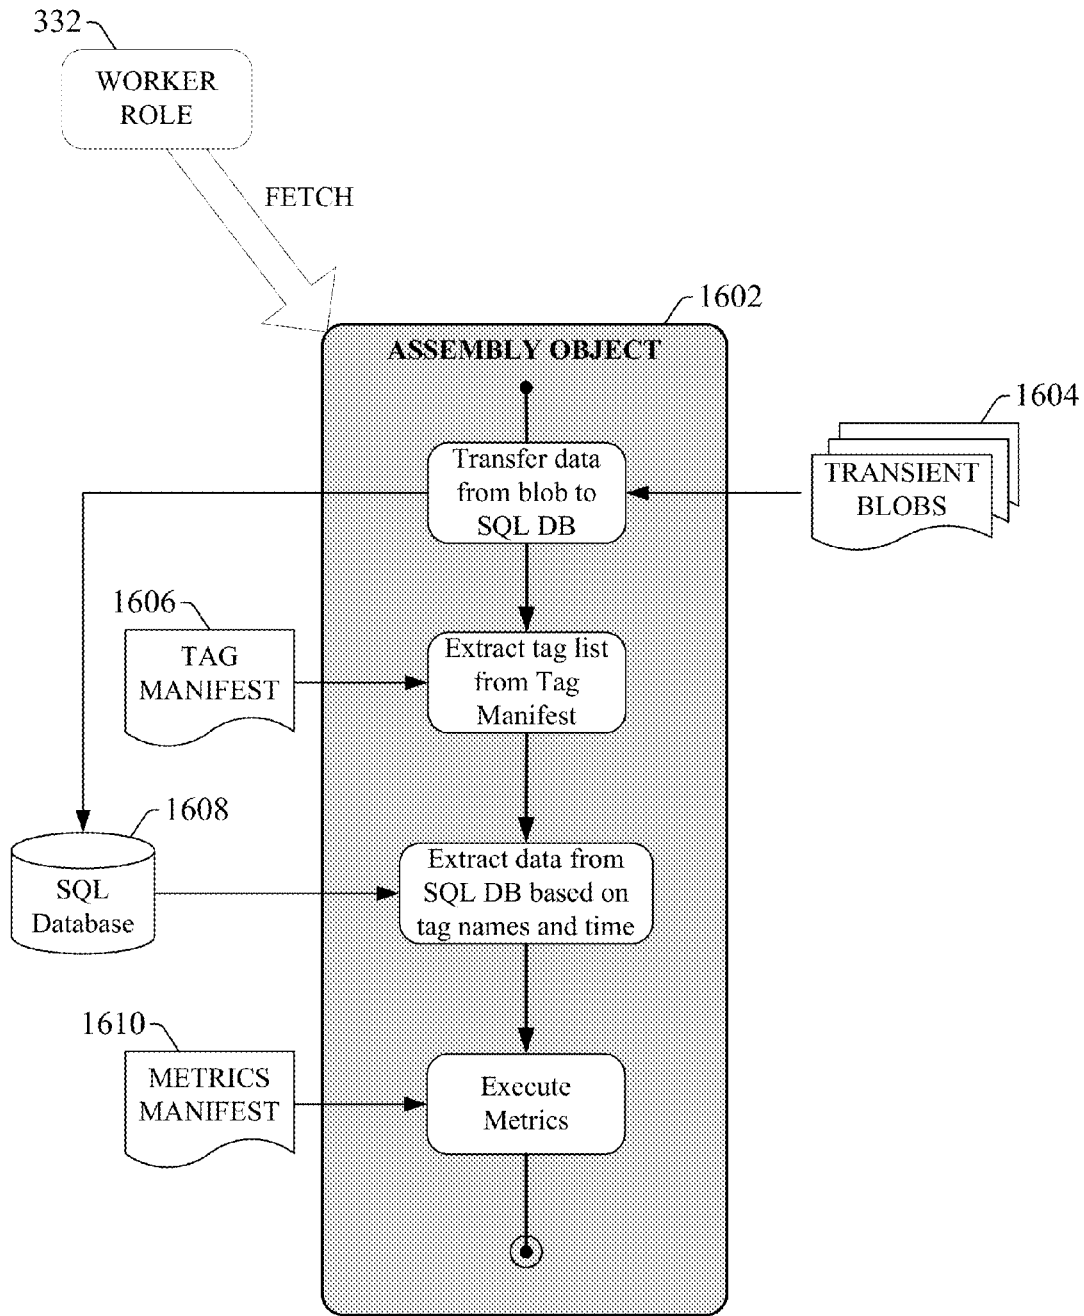 332
WORKER
ROLE
FETCH
1602
ASSEMBLY OBJECT
1604
Transfer data
from blob to
SQL DB
TRANSIENT
BLOBS
1606
TAG
MANIFEST
Extract tag list
from Tag
Manifest
1608
SQL
Database
Extract data from
SQL DB based on
tag names and time
1610
METRICS
MANIFEST
Execute
Metrics